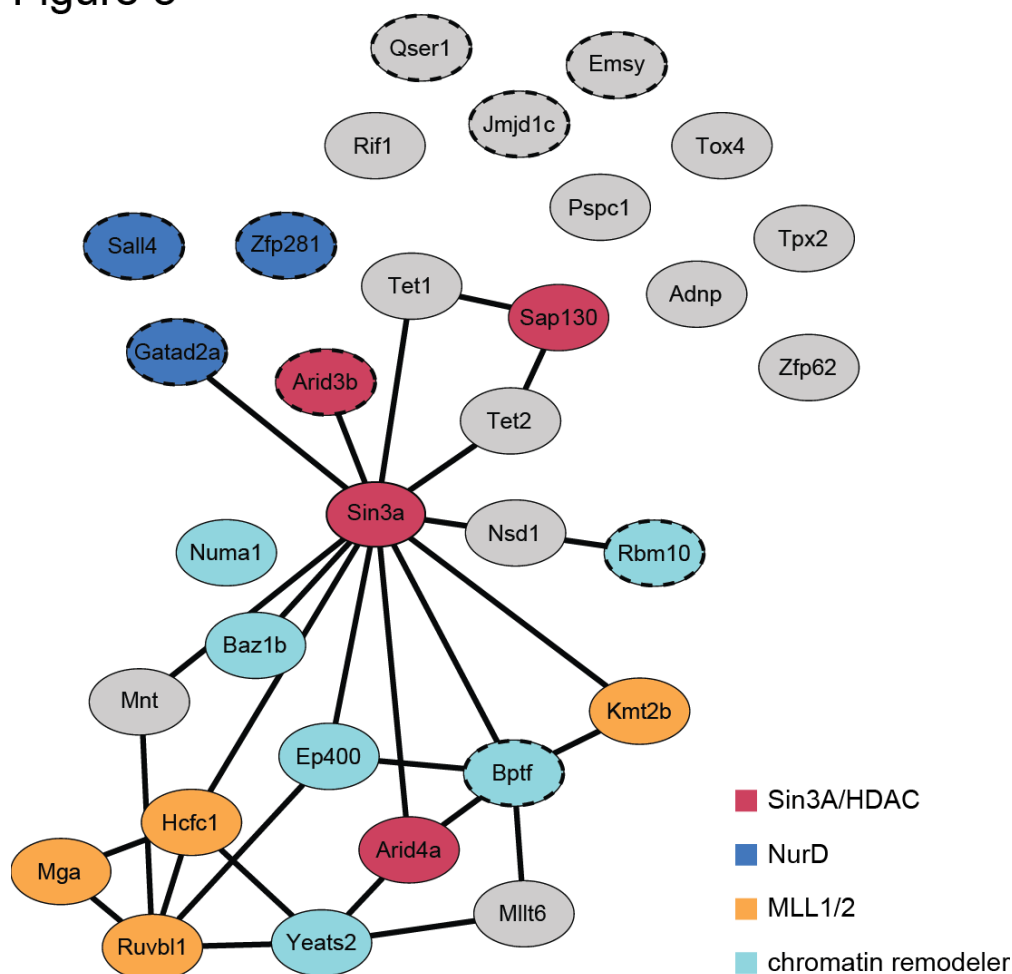 Qser1
Emsy
Jmjd1c
Rif1
Tox4
Pspc1
Tpx2
Sall4
Zfp281
Tet1
Adnp
Sap130
Gatad2a
Zfp62
Arid3b
Tet2
Sin3a
Nsd1
Numa1
Rbm10
Baz1b
Mnt
Kmt2b
Ep400
Bptf
Hcfc1
Arid4a
Mga
Mllt6
Ruvbl1
Yeats2
Sin3A/HDAC
NurD
MLL1/2
chromatin remodeler